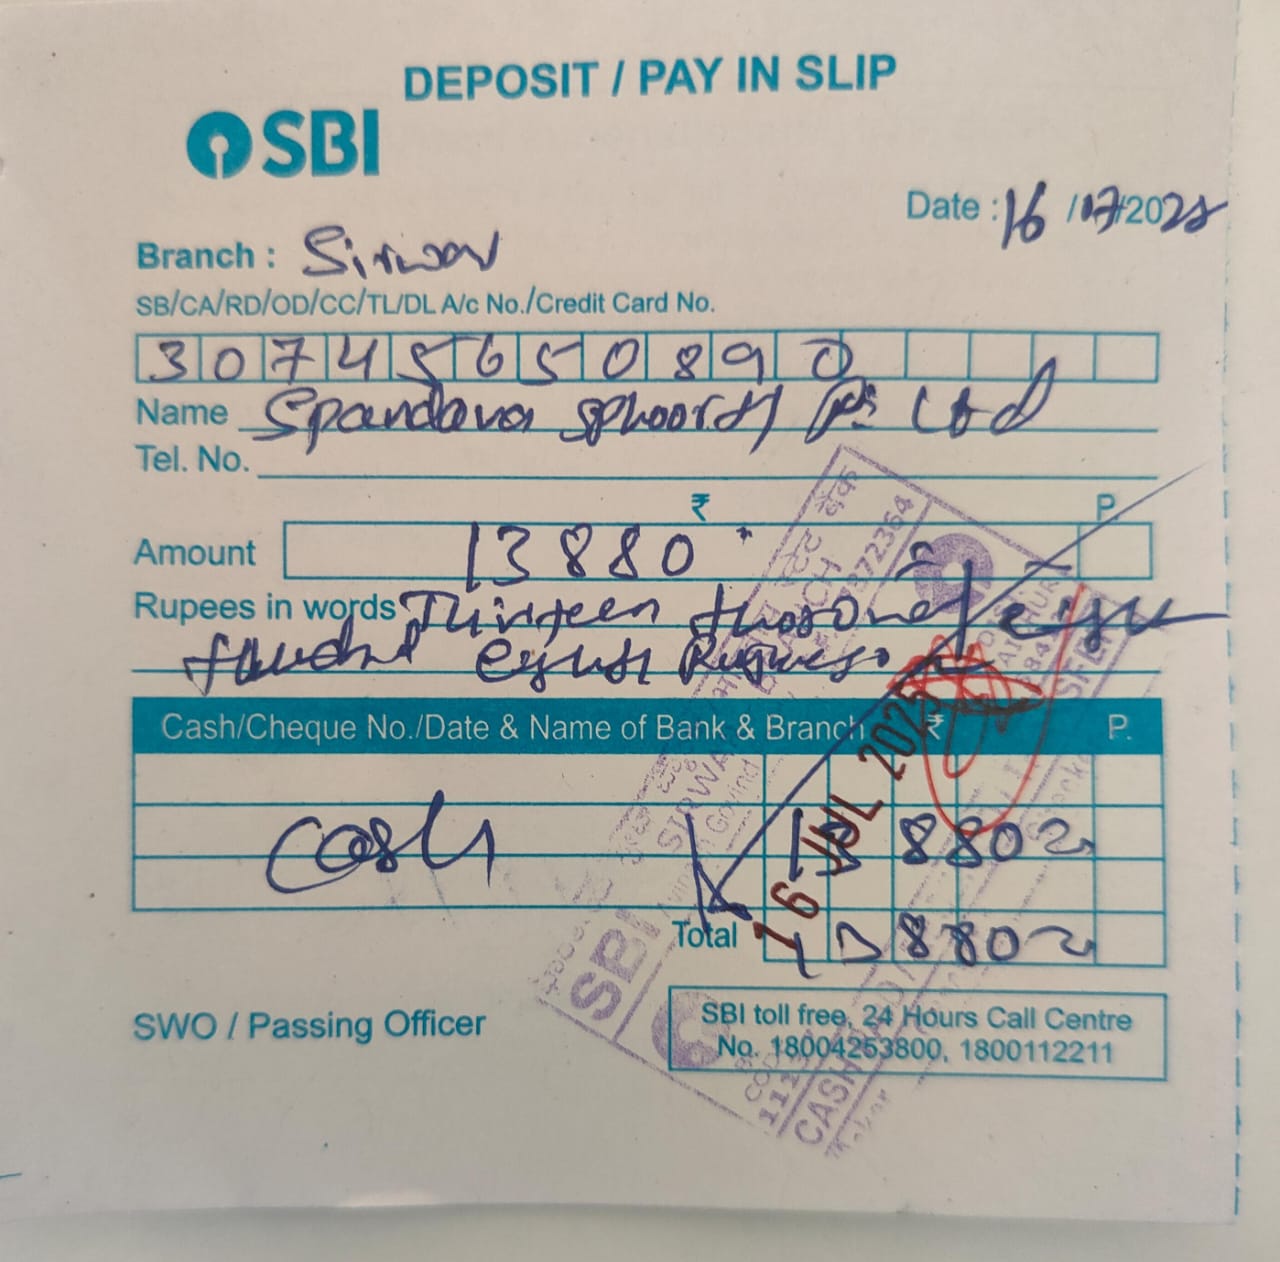 DEPOSIT / PAY IN SLIP
SBI
Date : 16 /07/2025
Branch : Sirwar
SB/CA/RD/OD/CC/TL/DL A/c No./Credit Card No.
30745650890
Name Spandana sphoorty Ltd
Tel. No.
₹ P.
Amount 13880
Rupees in words Thirteen thousand eight
hundred eighty Rupees
Cash/Cheque No./Date & Name of Bank & Branch ₹ P.
cash 13880
16 JUL 2025
Total 13880
SBI
SWO / Passing Officer
SBI toll free, 24 Hours Call Centre
No. 18004253800, 1800112211